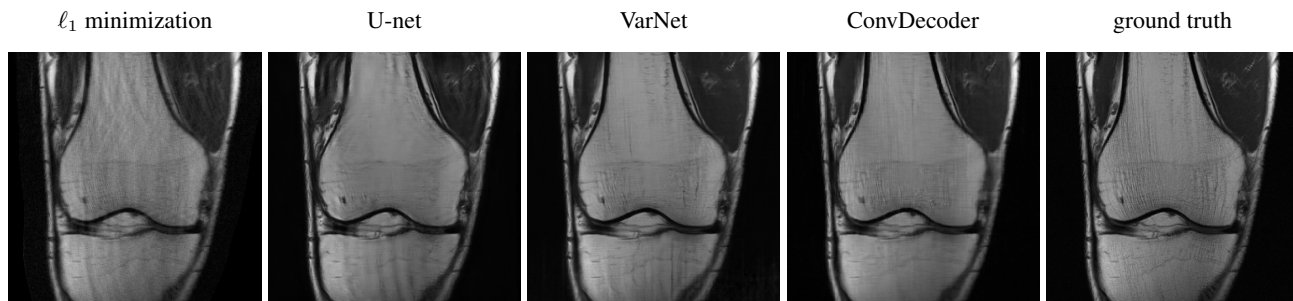 ℓ₁ minimization U-net VarNet ConvDecoder ground truth